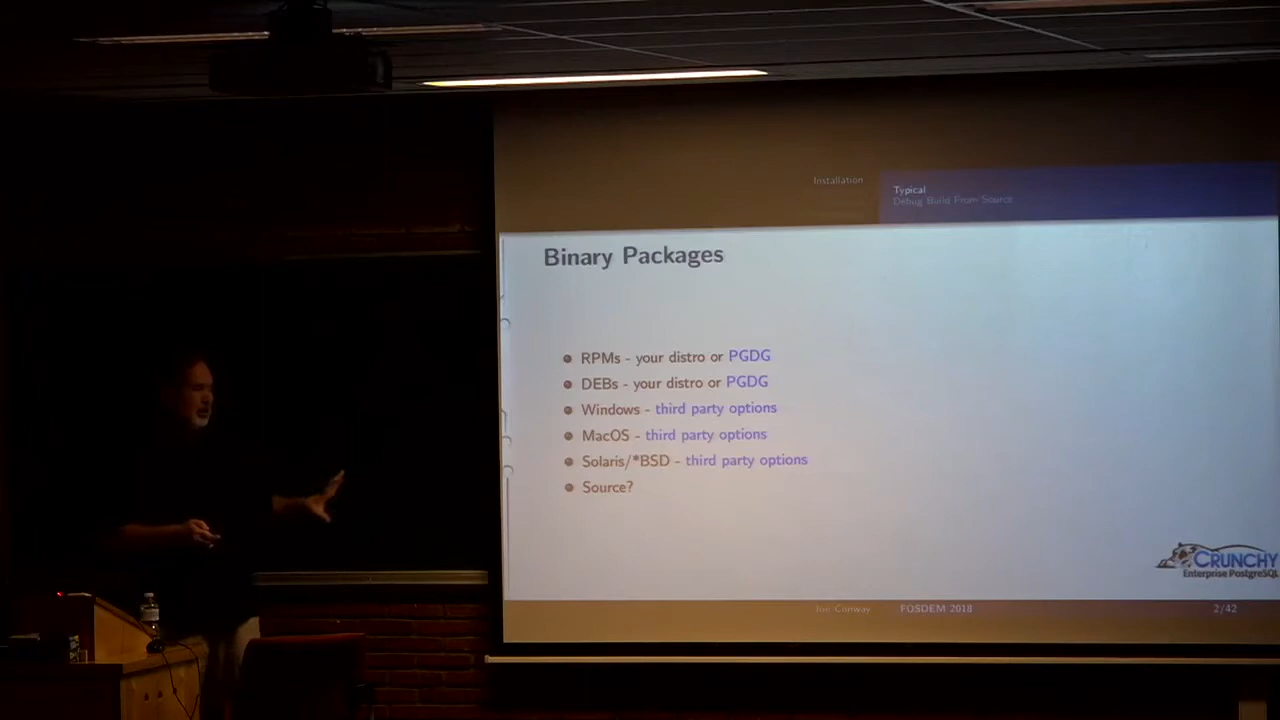 Installation
Typical
Debug Build From Source
Binary Packages
RPMs - your distro or PGDG
DEBs - your distro or PGDG
Windows - third party options
MacOS - third party options
Solaris/*BSD - third party options
Source?
CRUNCHY
Enterprise PostgreSQL
Joe Conway
FOSDEM 2018
2/42